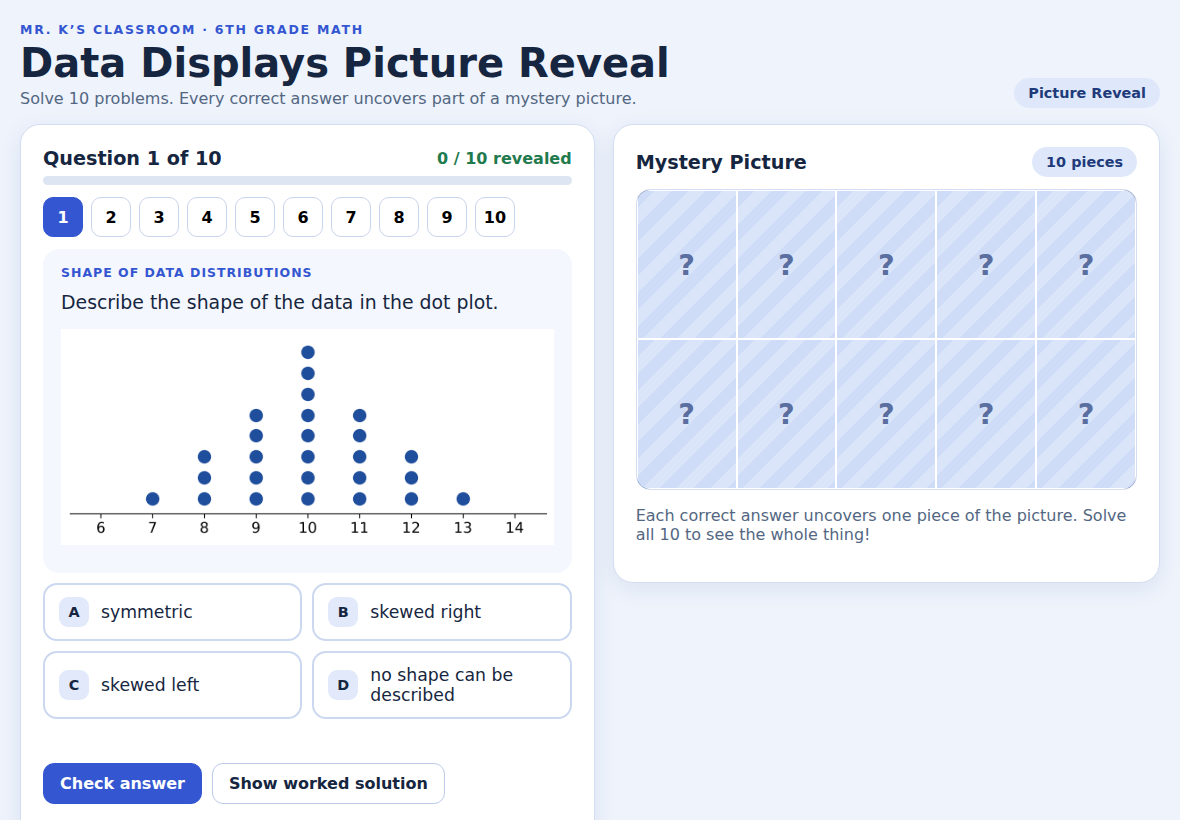 MR. K’S CLASSROOM · 6TH GRADE MATH
Data Displays Picture Reveal
Solve 10 problems. Every correct answer uncovers part of a mystery picture.
Picture Reveal
Question 1 of 10
0 / 10 revealed
1 2 3 4 5 6 7 8 9 10
SHAPE OF DATA DISTRIBUTIONS
Describe the shape of the data in the dot plot.
6 7 8 9 10 11 12 13 14
A symmetric
B skewed right
C skewed left
D no shape can be
described
Check answer
Show worked solution
Mystery Picture
10 pieces
? ? ? ? ?
? ? ? ? ?
Each correct answer uncovers one piece of the picture. Solve
all 10 to see the whole thing!